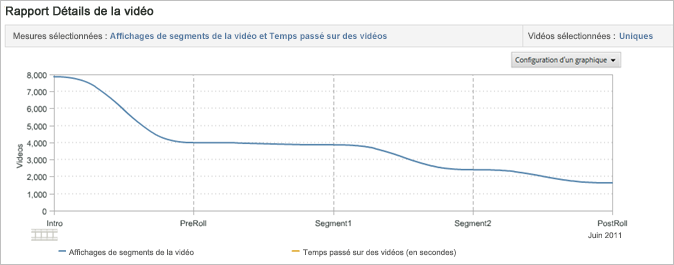 Rapport Détails de la vidéo
Mesures sélectionnées : Affichages de segments de la vidéo et Temps passé sur des vidéos
Vidéos sélectionnées : Uniques
Configuration d'un graphique
8,000
7,000
6,000
5,000
4,000
3,000
2,000
1,000
0
Vidéos
Intro
PreRoll
Segment1
Segment2
PostRoll
Juin 2011
Affichages de segments de la vidéo
Temps passé sur des vidéos (en secondes)